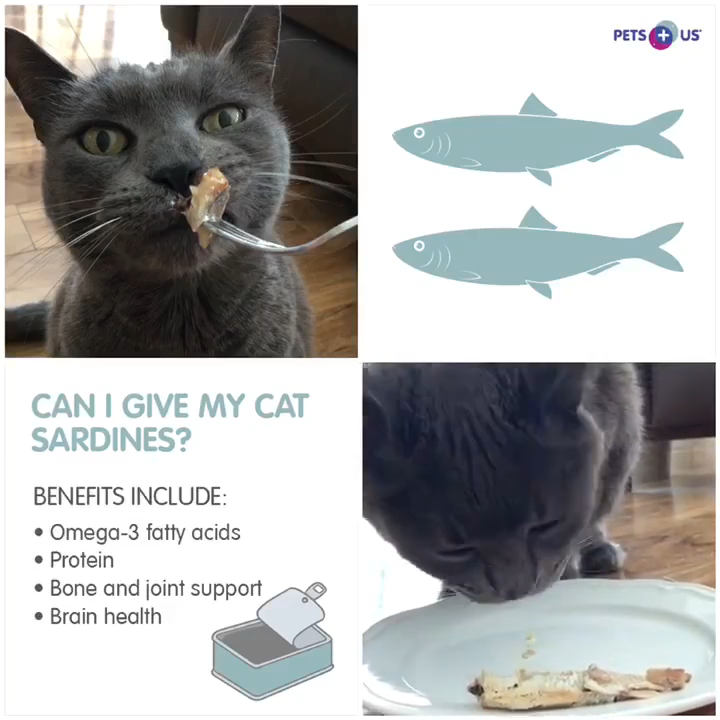 PETS + US
CAN I GIVE MY CAT
SARDINES?
BENEFITS INCLUDE:
• Omega-3 fatty acids
• Protein
• Bone and joint support
• Brain health